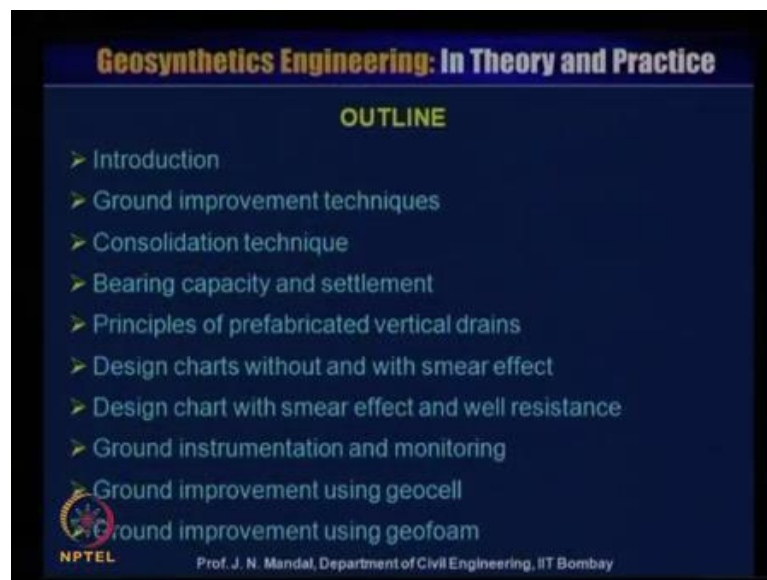 Geosynthetics Engineering: In Theory and Practice
OUTLINE
➢ Introduction
➢ Ground improvement techniques
➢ Consolidation technique
➢ Bearing capacity and settlement
➢ Principles of prefabricated vertical drains
➢ Design charts without and with smear effect
➢ Design chart with smear effect and well resistance
➢ Ground instrumentation and monitoring
➢ Ground improvement using geocell
➢ Ground improvement using geofoam
NPTEL
Prof. J. N. Mandal, Department of Civil Engineering, IIT Bombay